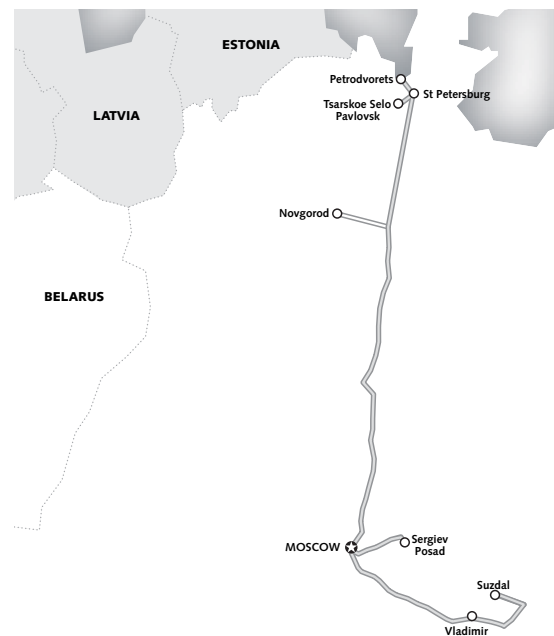 ESTONIA
Petrodvorets
St Petersburg
Tsarskoe Selo
Pavlovsk
LATVIA
Novgorod
BELARUS
MOSCOW
Sergiev
Posad
Suzdal
Vladimir